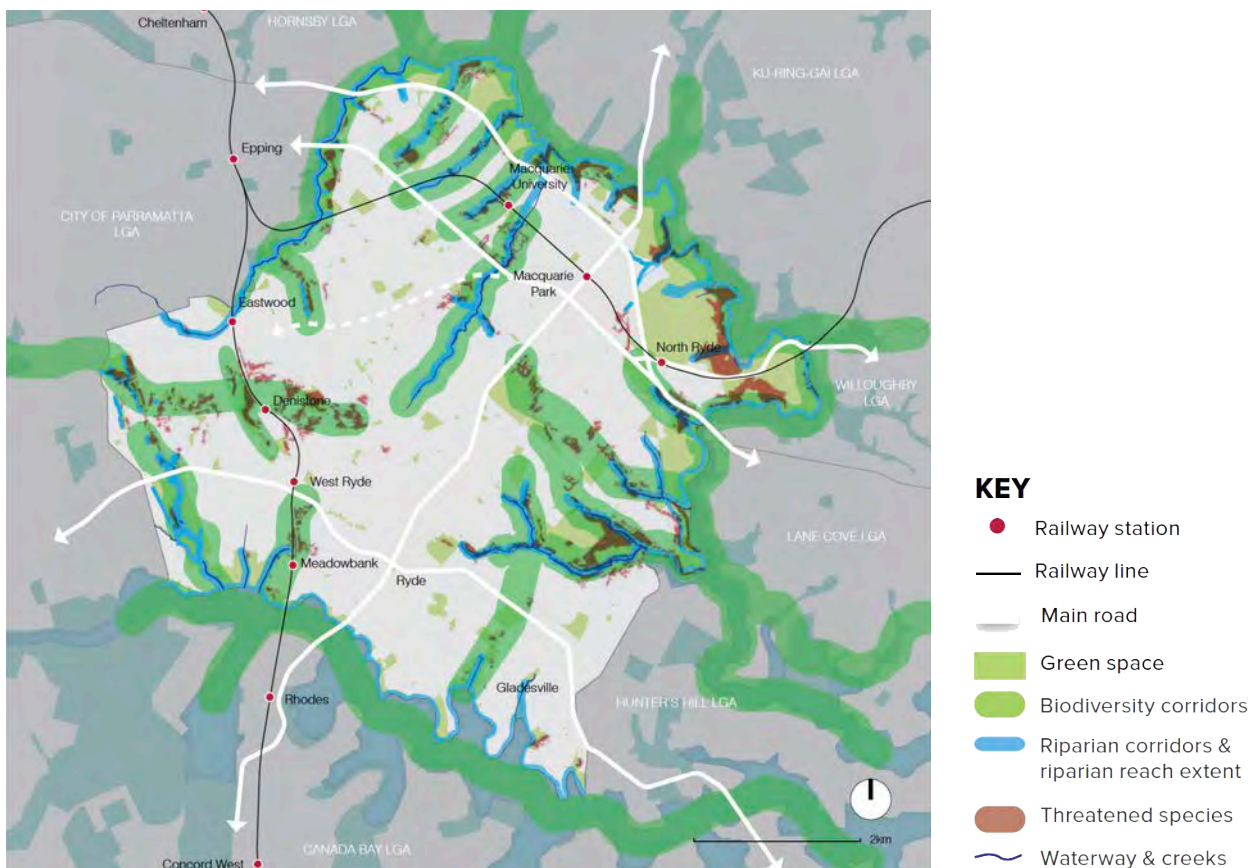 Cheltenham
HORNSBY LGA
KU-RING-GAI LGA
Epping
Macquarie
University
CITY OF PARRAMATTA
LGA
Macquarie
Park
Eastwood
North Ryde
WILLOUGHBY
LGA
Denistone
West Ryde
LANE COVE LGA
Meadowbank
Ryde
Rhodes
Gladesville
HUNTER'S HILL LGA
2km
CANADA BAY LGA
Concord West
KEY
Railway station
Railway line
Main road
Green space
Biodiversity corridors
Riparian corridors &
riparian reach extent
Threatened species
Waterway & creeks